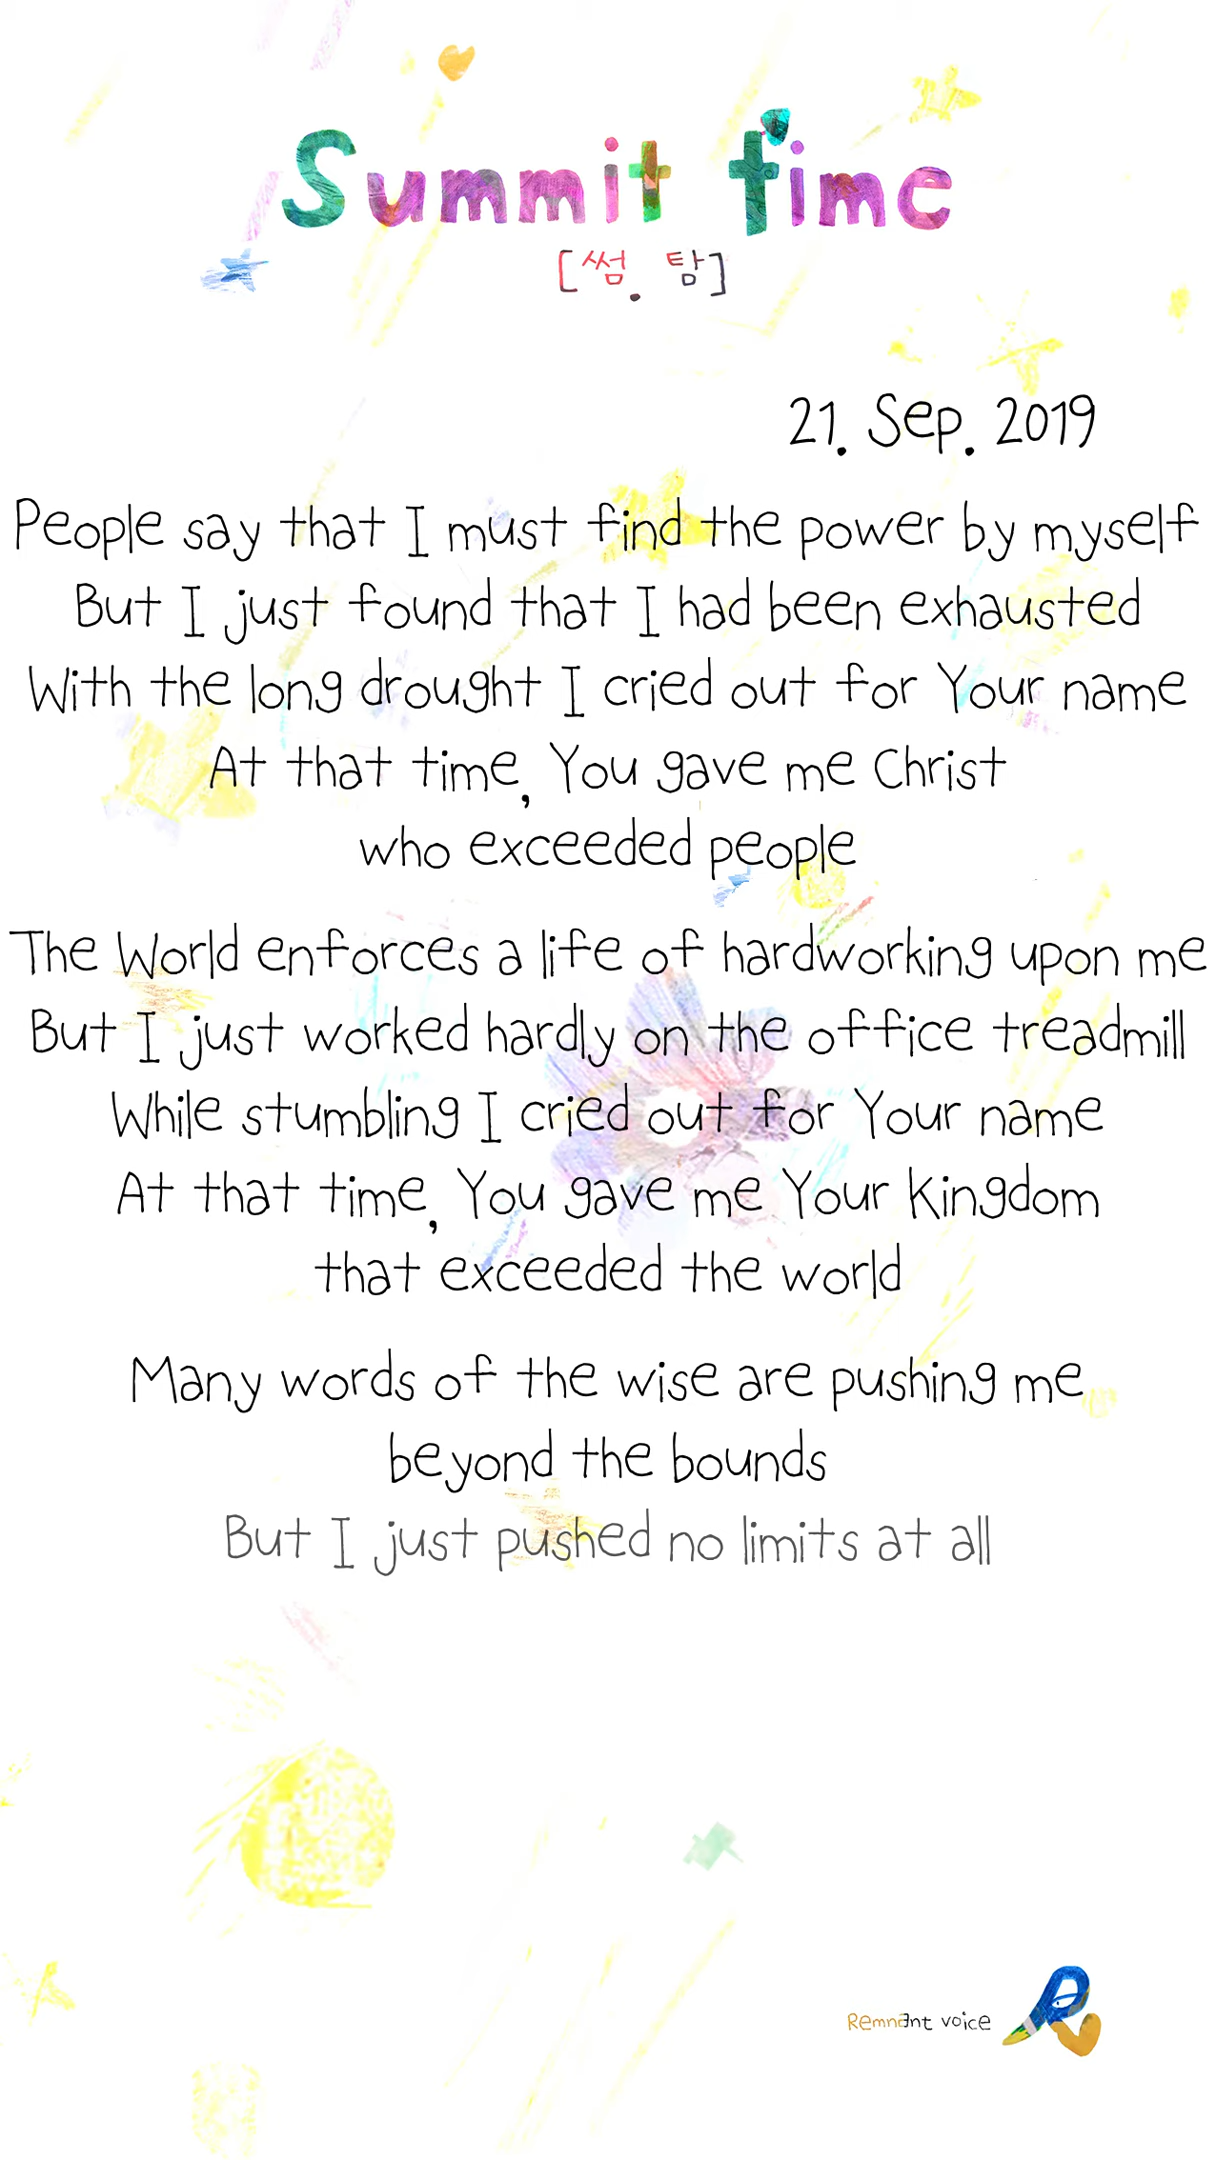 Summit time
[썸. 탐]
21. Sep. 2019
People say that I must find the power by myself
But I just found that I had been exhausted
With the long drought I cried out for Your name
At that time, You gave me Christ
who exceeded people
The World enforces a life of hardworking upon me
But I just worked hardly on the office treadmill
While stumbling I cried out for Your name
At that time, You gave me Your Kingdom
that exceeded the world
Many words of the wise are pushing me
beyond the bounds
But I just pushed no limits at all
Remnant voice